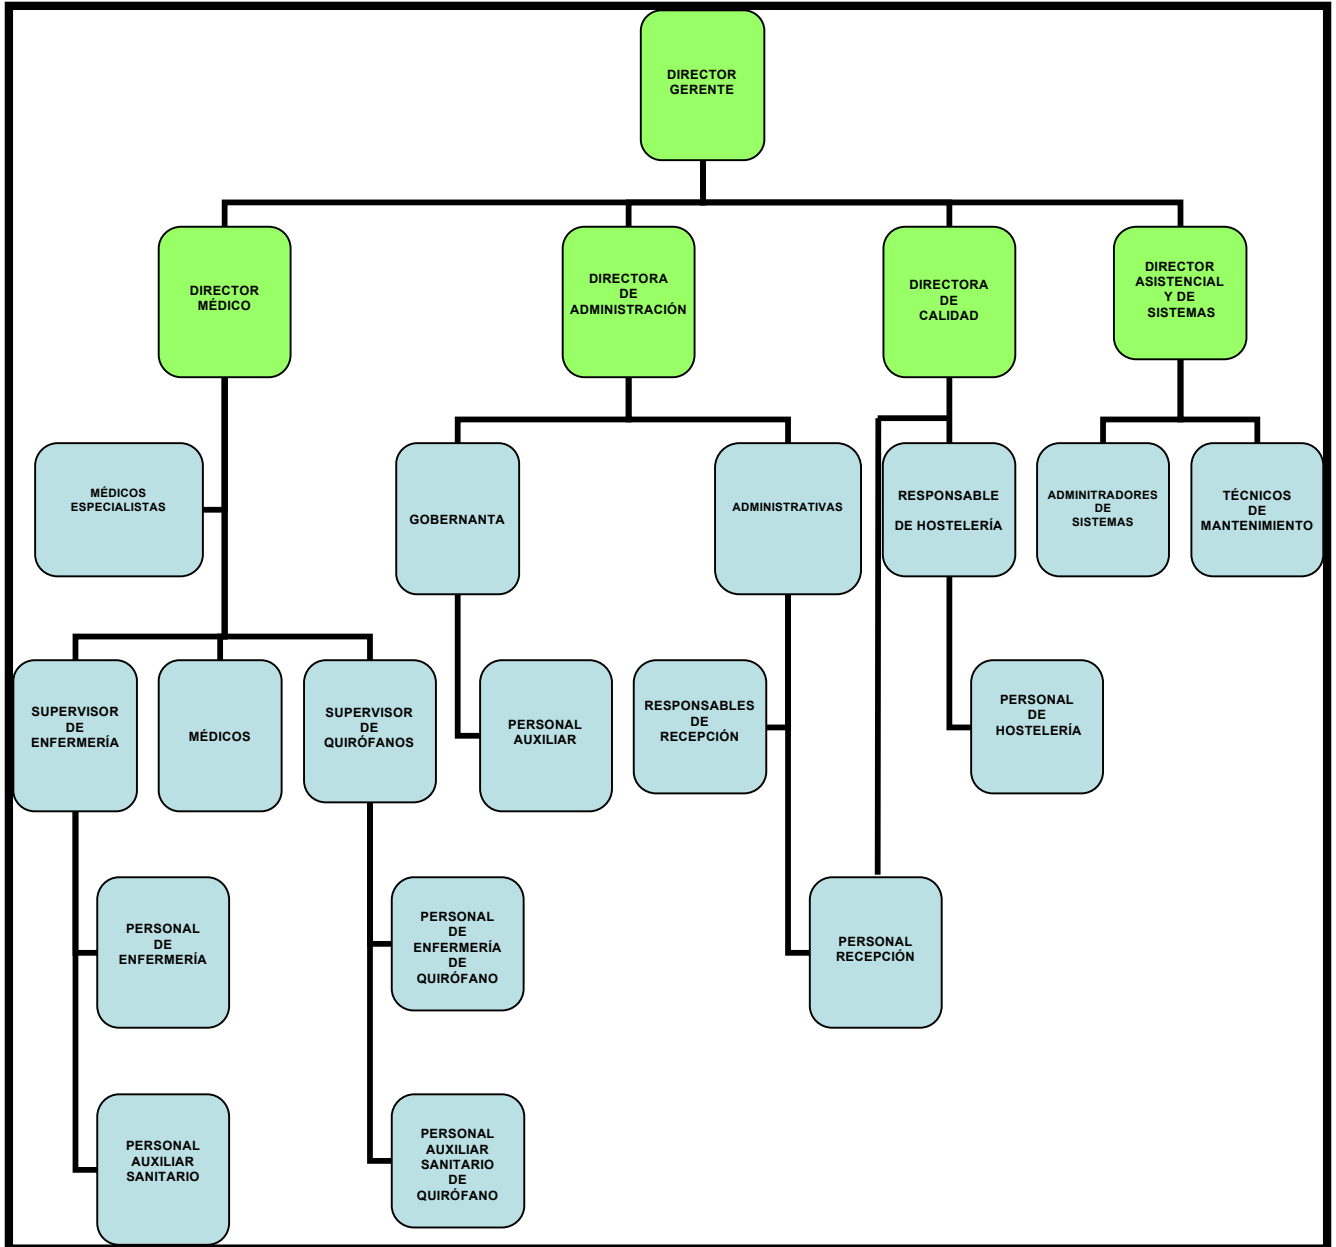 DIRECTOR
GERENTE
DIRECTOR
MÉDICO
DIRECTORA
DE
ADMINISTRACIÓN
DIRECTORA
DE
CALIDAD
DIRECTOR
ASISTENCIAL
Y DE
SISTEMAS
MÉDICOS
ESPECIALISTAS
GOBERNANTA
ADMINISTRATIVAS
RESPONSABLE
DE HOSTELERÍA
ADMINITRADORES
DE
SISTEMAS
TÉCNICOS
DE
MANTENIMIENTO
SUPERVISOR
DE
ENFERMERÍA
MÉDICOS
SUPERVISOR
DE
QUIRÓFANOS
PERSONAL
AUXILIAR
RESPONSABLES
DE
RECEPCIÓN
PERSONAL
DE
HOSTELERÍA
PERSONAL
DE
ENFERMERÍA
PERSONAL
DE
ENFERMERÍA
DE
QUIRÓFANO
PERSONAL
RECEPCIÓN
PERSONAL
AUXILIAR
SANITARIO
PERSONAL
AUXILIAR
SANITARIO
DE
QUIRÓFANO